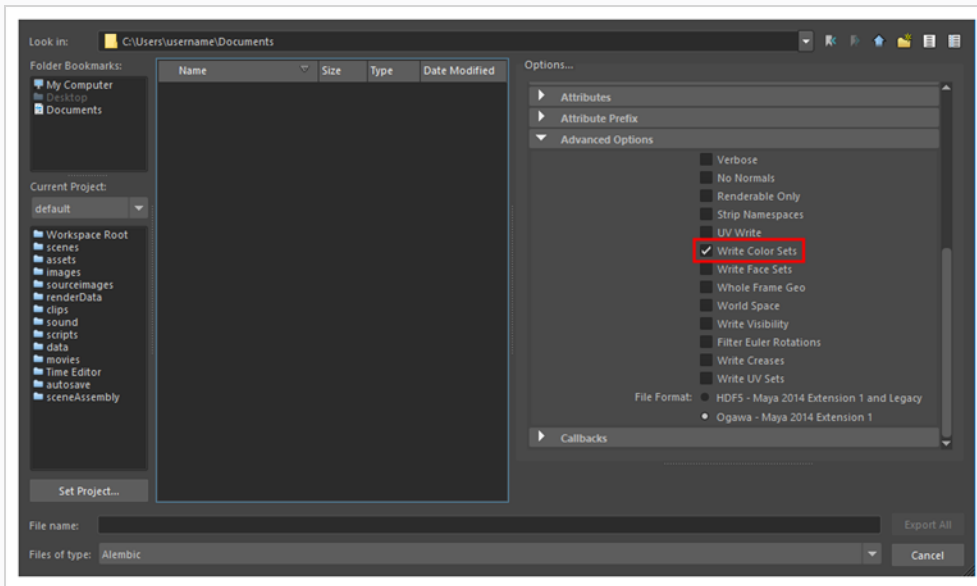 Look in: C:\Users\username\Documents
Folder Bookmarks:
My Computer
Desktop
Documents
Current Project:
default
Workspace Root
scenes
assets
images
sourceimages
renderData
clips
sound
scripts
data
movies
Time Editor
autosave
sceneAssembly
Set Project...
Name Size Type Date Modified
Options...
Attributes
Attribute Prefix
Advanced Options
Verbose
No Normals
Renderable Only
Strip Namespaces
UV Write
Write Color Sets
Write Face Sets
Whole Frame Geo
World Space
Write Visibility
Filter Euler Rotations
Write Creases
Write UV Sets
File Format: HDF5 - Maya 2014 Extension 1 and Legacy
Ogawa - Maya 2014 Extension 1
Callbacks
File name: Export All
Files of type: Alembic Cancel